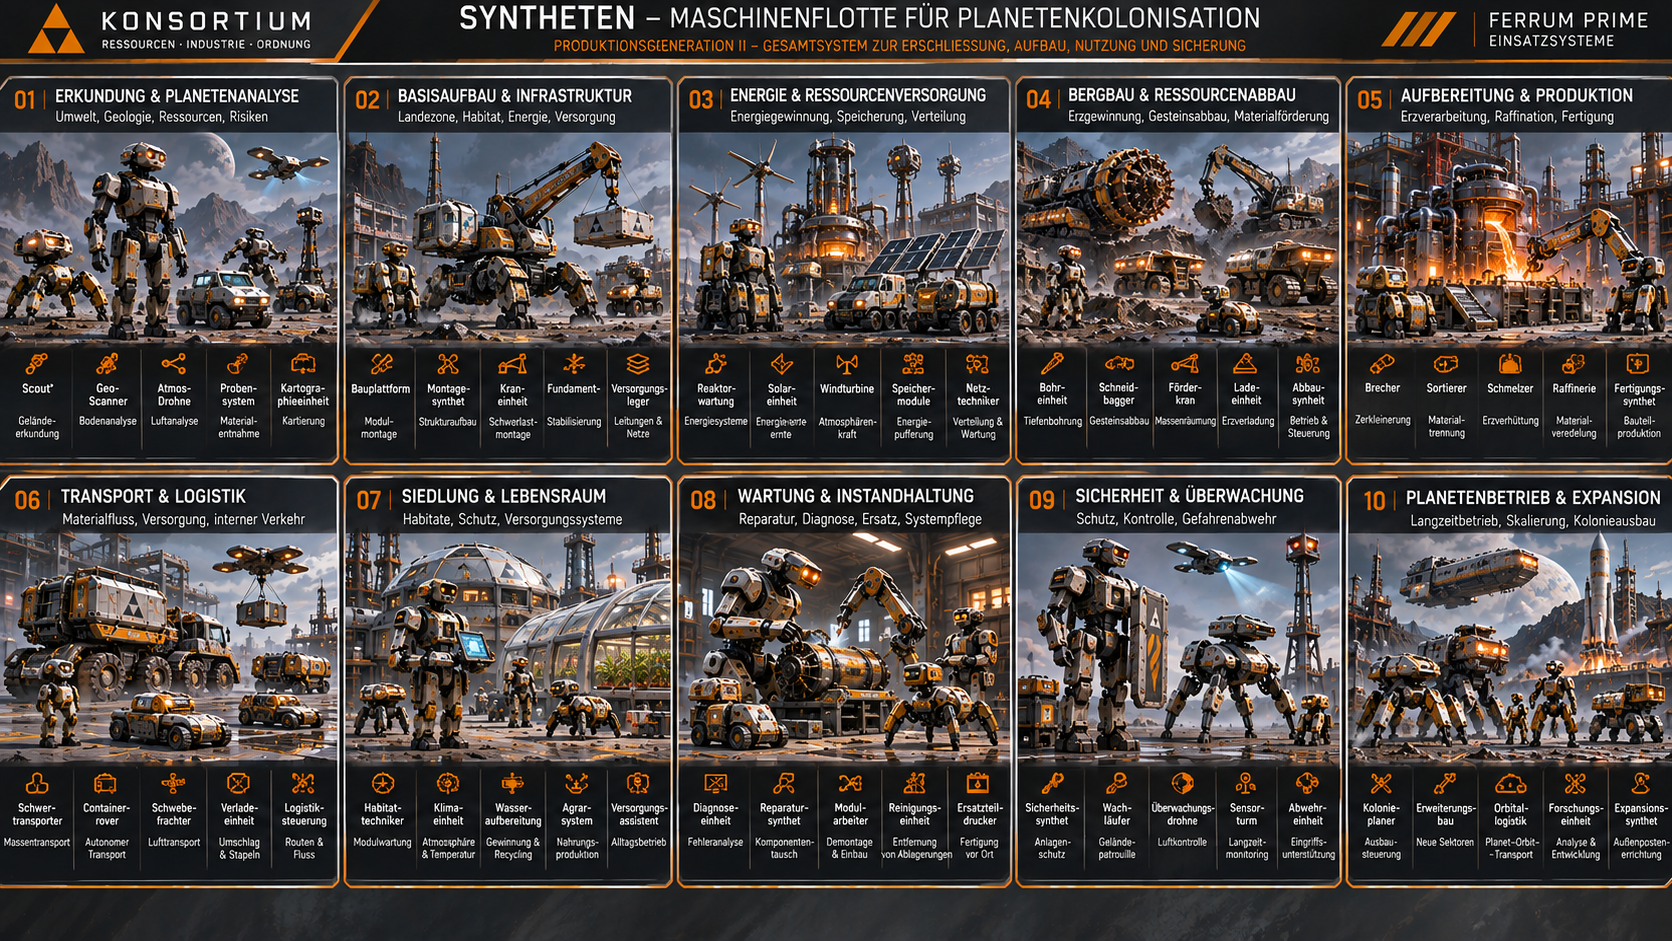 KONSORTIUM
RESSOURCEN · INDUSTRIE · ORDNUNG
SYNTHETEN – MASCHINENFLOTTE FÜR PLANETENKOLONISATION
PRODUKTIONSGENERATION II – GESAMTSYSTEM ZUR ERSCHLIESSUNG, AUFBAU, NUTZUNG UND SICHERUNG
FERRUM PRIME
EINSATZSYSTEME
01 | ERKUNDUNG & PLANETENANALYSE
Umwelt, Geologie, Ressourcen, Risiken
Scout"
Gelände-
erkundung
Geo-
Scanner
Bodenanalyse
Atmos-
Drohne
Luftanalyse
Proben-
system
Material-
entnahme
Kartogra-
phieeinheit
Kartierung
02 | BASISAUFBAU & INFRASTRUKTUR
Landezone, Habitat, Energie, Versorgung
Bauplattform
Modul-
montage
Montage-
synthet
Strukturaufbau
Kran-
einheit
Schwerlast-
montage
Fundament-
Stabilisierung
Versorgungs-
leger
Leitungen &
Netze
03 | ENERGIE & RESSOURCENVERSORGUNG
Energiegewinnung, Speicherung, Verteilung
Reaktor-
wartung
Energiesysteme
Solar-
einheit
ernte
Windturbine
Atmosphären-
kraft
Speicher-
module
Energie-
pufferung
Netz-
techniker
Verteilung &
Wartung
04 | BERGBAU & RESSOURCENABBAU
Erzgewinnung, Gesteinsabbau, Materialförderung
Bohr-
einheit
Tiefenbohrung
Schneid-
bagger
Gesteinsabbau
Förder-
kran
Massenräumung
Lade-
einheit
Erzverladung
Abbau-
synheit
Betrieb &
Steuerung
05 | AUFBEREITUNG & PRODUKTION
Erzverarbeitung, Raffination, Fertigung
Brecher
Zerkleinerung
Sortierer
Material-
trennung
Schmelzer
Erzverhüttung
Raffinerie
Material-
veredelung
Fertigungs-
synthet
Bauteil-
produktion
06 | TRANSPORT & LOGISTIK
Materialfluss, Versorgung, interner Verkehr
Schwer-
transporter
Massentransport
Container-
rover
Autonomer
Transport
Schwebe-
frachter
Lufttransport
Verlade-
einheit
Umschlag
& Stapeln
Logistik-
steuerung
Routen &
Fluss
07 | SIEDLUNG & LEBENSRAUM
Habitate, Schutz, Versorgungssysteme
Habitat-
techniker
Modulwartung
Klima-
einheit
Atmosphäre
& Temperatur
Wasser-
aufbereitung
Gewinnung &
Recycling
Agrar-
system
Nahrungs-
produktion
Versorgungs-
assistent
Alltagsbetrieb
08 | WARTUNG & INSTANDHALTUNG
Reparatur, Diagnose, Ersatz, Systempflege
Diagnose-
einheit
Fehleranalyse
Reparatur-
synthet
Komponenten-
tausch
Modul-
arbeiter
Demontage
& Einbau
Reinigungs-
einheit
Entfernung
von Ablagerungen
Ersatzteil-
drucker
Fertigung
vor Ort
09 | SICHERHEIT & ÜBERWACHUNG
Schutz, Kontrolle, Gefahrenabwehr
Sicherheits-
synthet
Anlagen-
schutz
Wach-
läufer
Gelände-
patrouille
Überwachungs-
drohne
Luftkontrolle
Sensor-
turm
Langzeit-
monitoring
Abwehr-
einheit
Eingriffs-
unterstützung
10 | PLANETENBETRIEB & EXPANSION
Langzeitbetrieb, Skalierung, Kolonieausbau
Kolonie-
planer
Ausbau-
steuerung
Erweiterungs-
bau
Neue Sektoren
Orbital-
logistik
Planet-Orbit-
-Transport
Forschungs-
einheit
Analyse &
Entwicklung
Expansions-
synthet
Außenposten-
errichtung